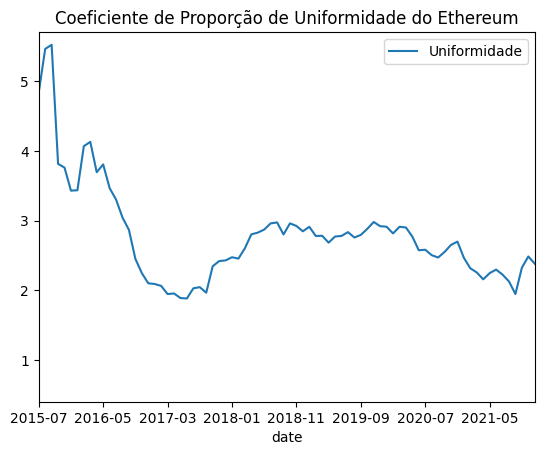 Coeficiente de Proporção de Uniformidade do Ethereum
Uniformidade
5
4
3
2
1
2015-07 2016-05 2017-03 2018-01 2018-11 2019-09 2020-07 2021-05
date